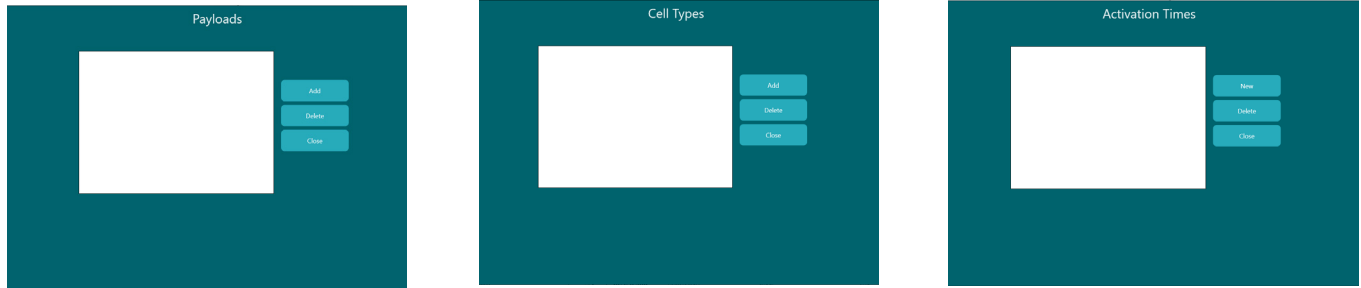 Payloads
Add
Delete
Close
Cell Types
Add
Delete
Close
Activation Times
New
Delete
Close